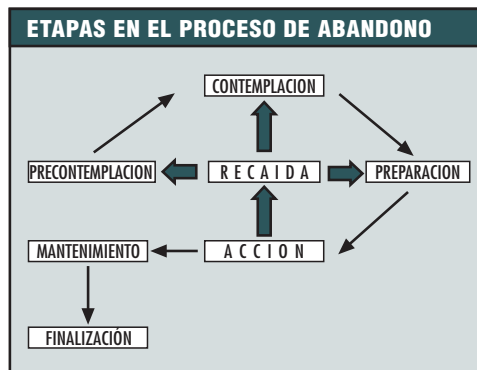 ETAPAS EN EL PROCESO DE ABANDONO
CONTEMPLACION
PRECONTEMPLACION
R E C A I D A
PREPARACION
MANTENIMIENTO
A C C I O N
FINALIZACIÓN